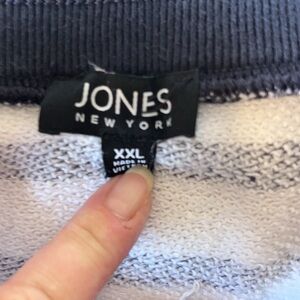 JONES
NEW YORK
XXL
MADE IN
VIETNAM